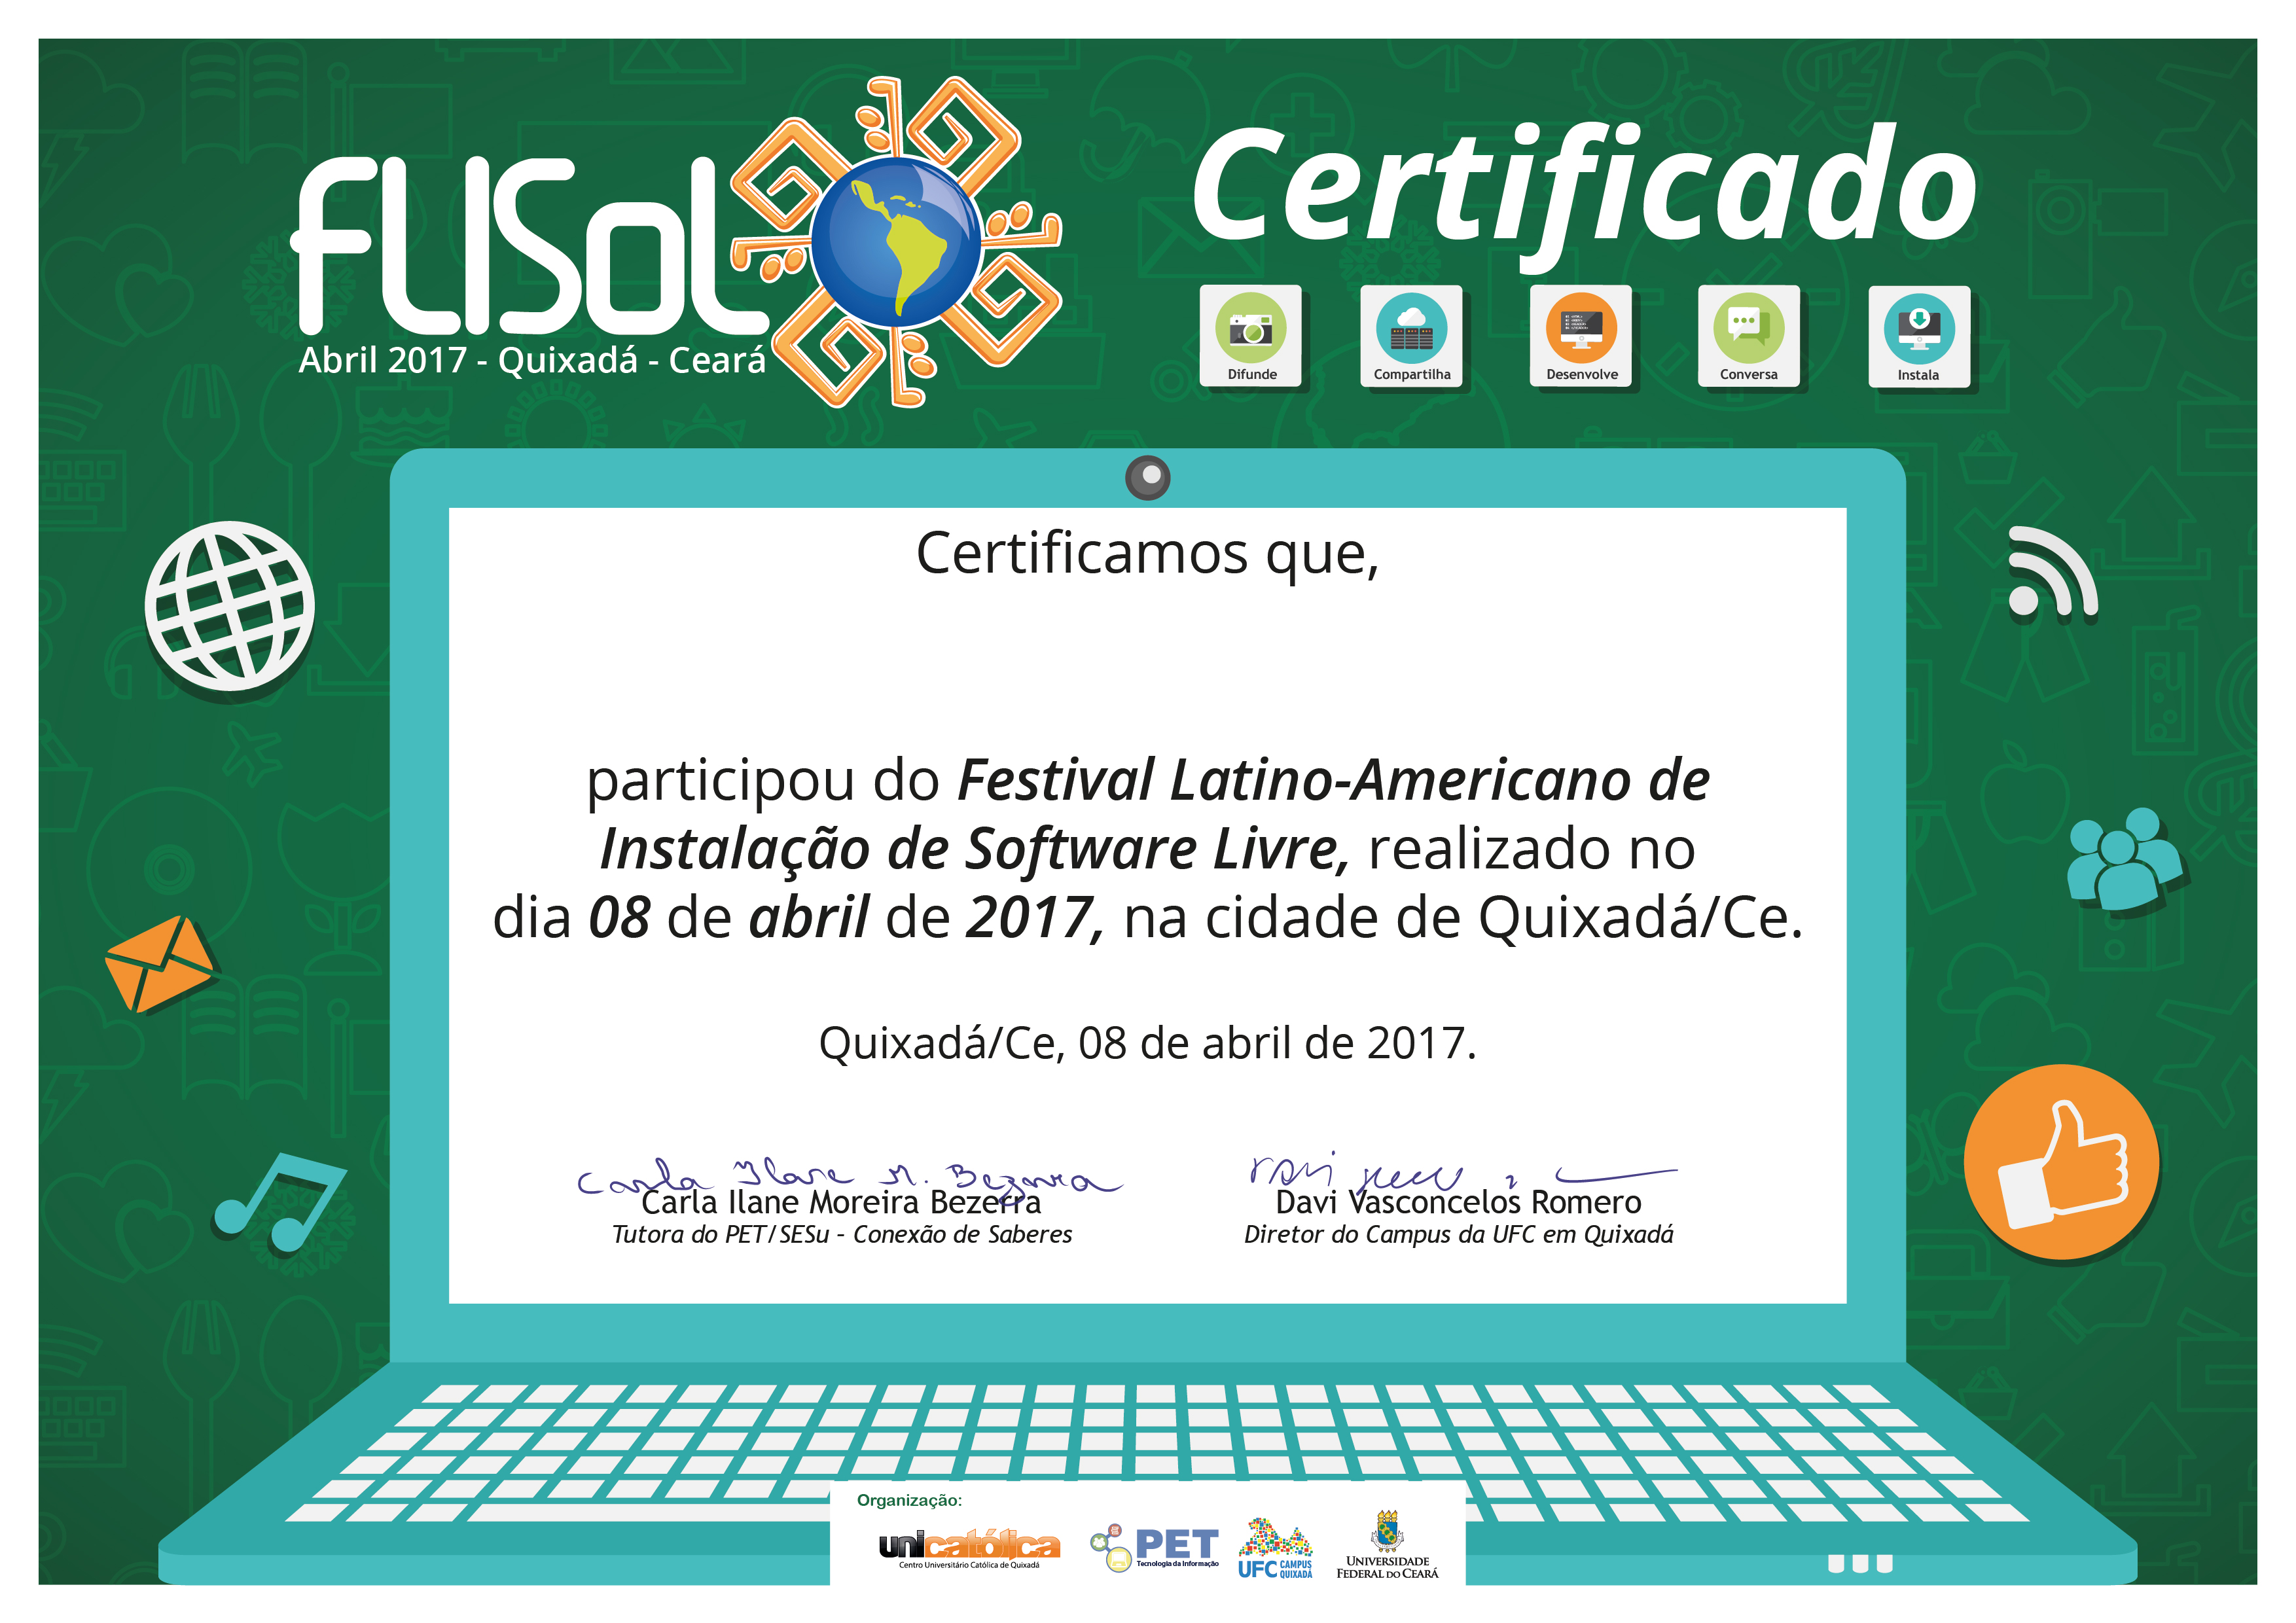 fLISoL
Abril 2017 - Quixadá - Ceará
Certificado
Difunde
Compartilha
Desenvolve
Conversa
Instala
Certificamos que,
participou do Festival Latino-Americano de
Instalação de Software Livre, realizado no
dia 08 de abril de 2017, na cidade de Quixadá/Ce.
Quixadá/Ce, 08 de abril de 2017.
Carla Ilane M. Bezerra
Carla Ilane Moreira Bezerra
Tutora do PET/SESu – Conexão de Saberes
Davi Vasconcelos Romero
Diretor do Campus da UFC em Quixadá
Organização:
unicatólica
Centro Universitário Católica de Quixadá
PET
Tecnologia da Informação
UFC CAMPUS QUIXADÁ
UNIVERSIDADE
FEDERAL DO CEARÁ